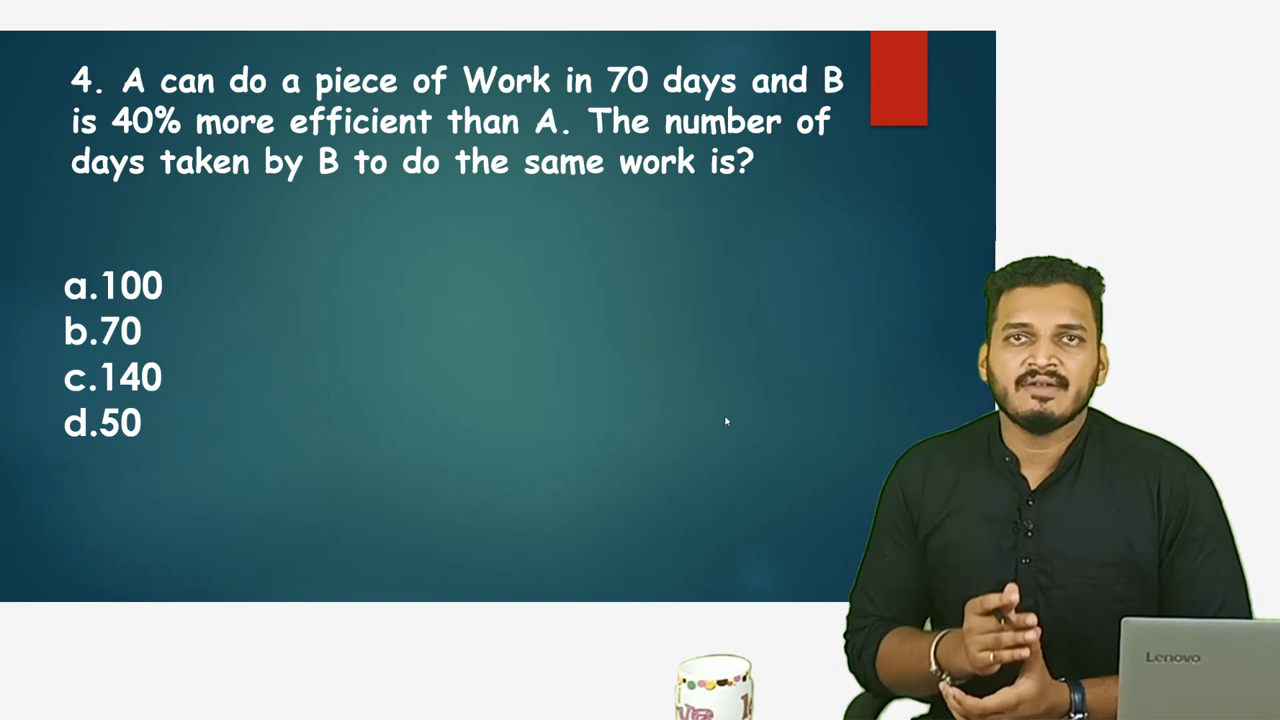 4. A can do a piece of Work in 70 days and B
is 40% more efficient than A. The number of
days taken by B to do the same work is?
a.100
b.70
c.140
d.50
Lenovo